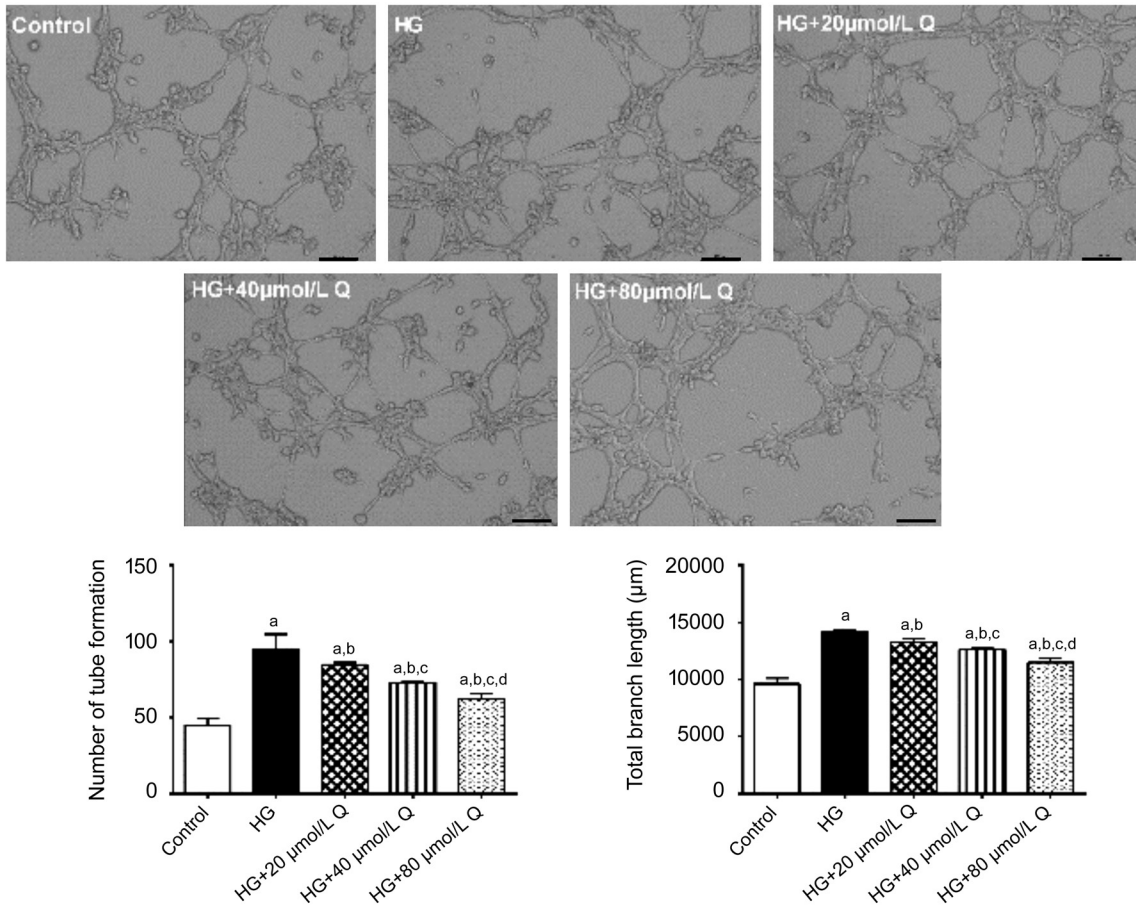 Control
HG
HG+20μmol/L Q
HG+40μmol/L Q
HG+80μmol/L Q
Number of tube formation
150
100
50
0
a
a,b
a,b,c
a,b,c,d
Control
HG
HG+20 μmol/L Q
HG+40 μmol/L Q
HG+80 μmol/L Q
Total branch length (μm)
20000
15000
10000
5000
0
a
a,b
a,b,c
a,b,c,d
Control
HG
HG+20 μmol/L Q
HG+40 μmol/L Q
HG+80 μmol/L Q